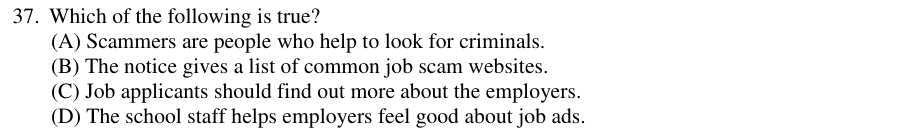 37. Which of the following is true?
(A) Scammers are people who help to look for criminals.
(B) The notice gives a list of common job scam websites.
(C) Job applicants should find out more about the employers.
(D) The school staff helps employers feel good about job ads.